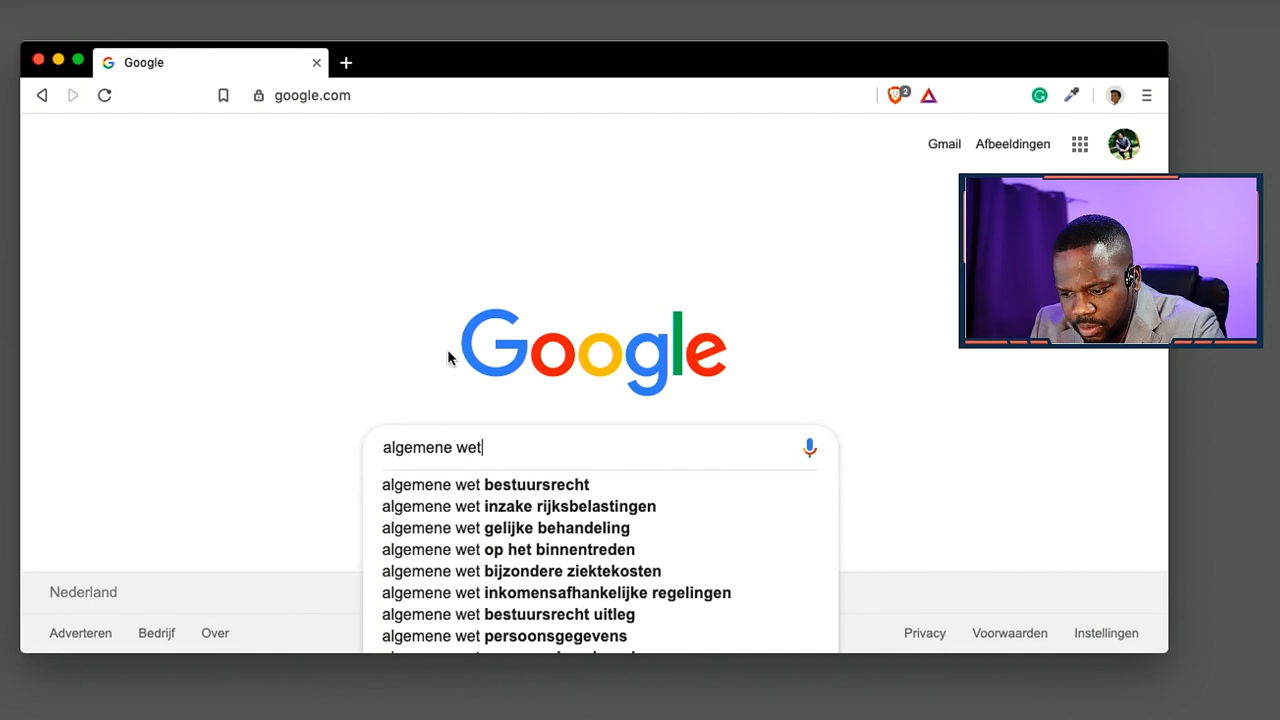 Google
google.com
2
Gmail Afbeeldingen
Google
algemene wet
algemene wet bestuursrecht
algemene wet inzake rijksbelastingen
algemene wet gelijke behandeling
algemene wet op het binnentreden
algemene wet bijzondere ziektekosten
algemene wet inkomensafhankelijke regelingen
algemene wet bestuursrecht uitleg
algemene wet persoonsgegevens
Nederland
Adverteren Bedrijf Over
Privacy Voorwaarden Instellingen